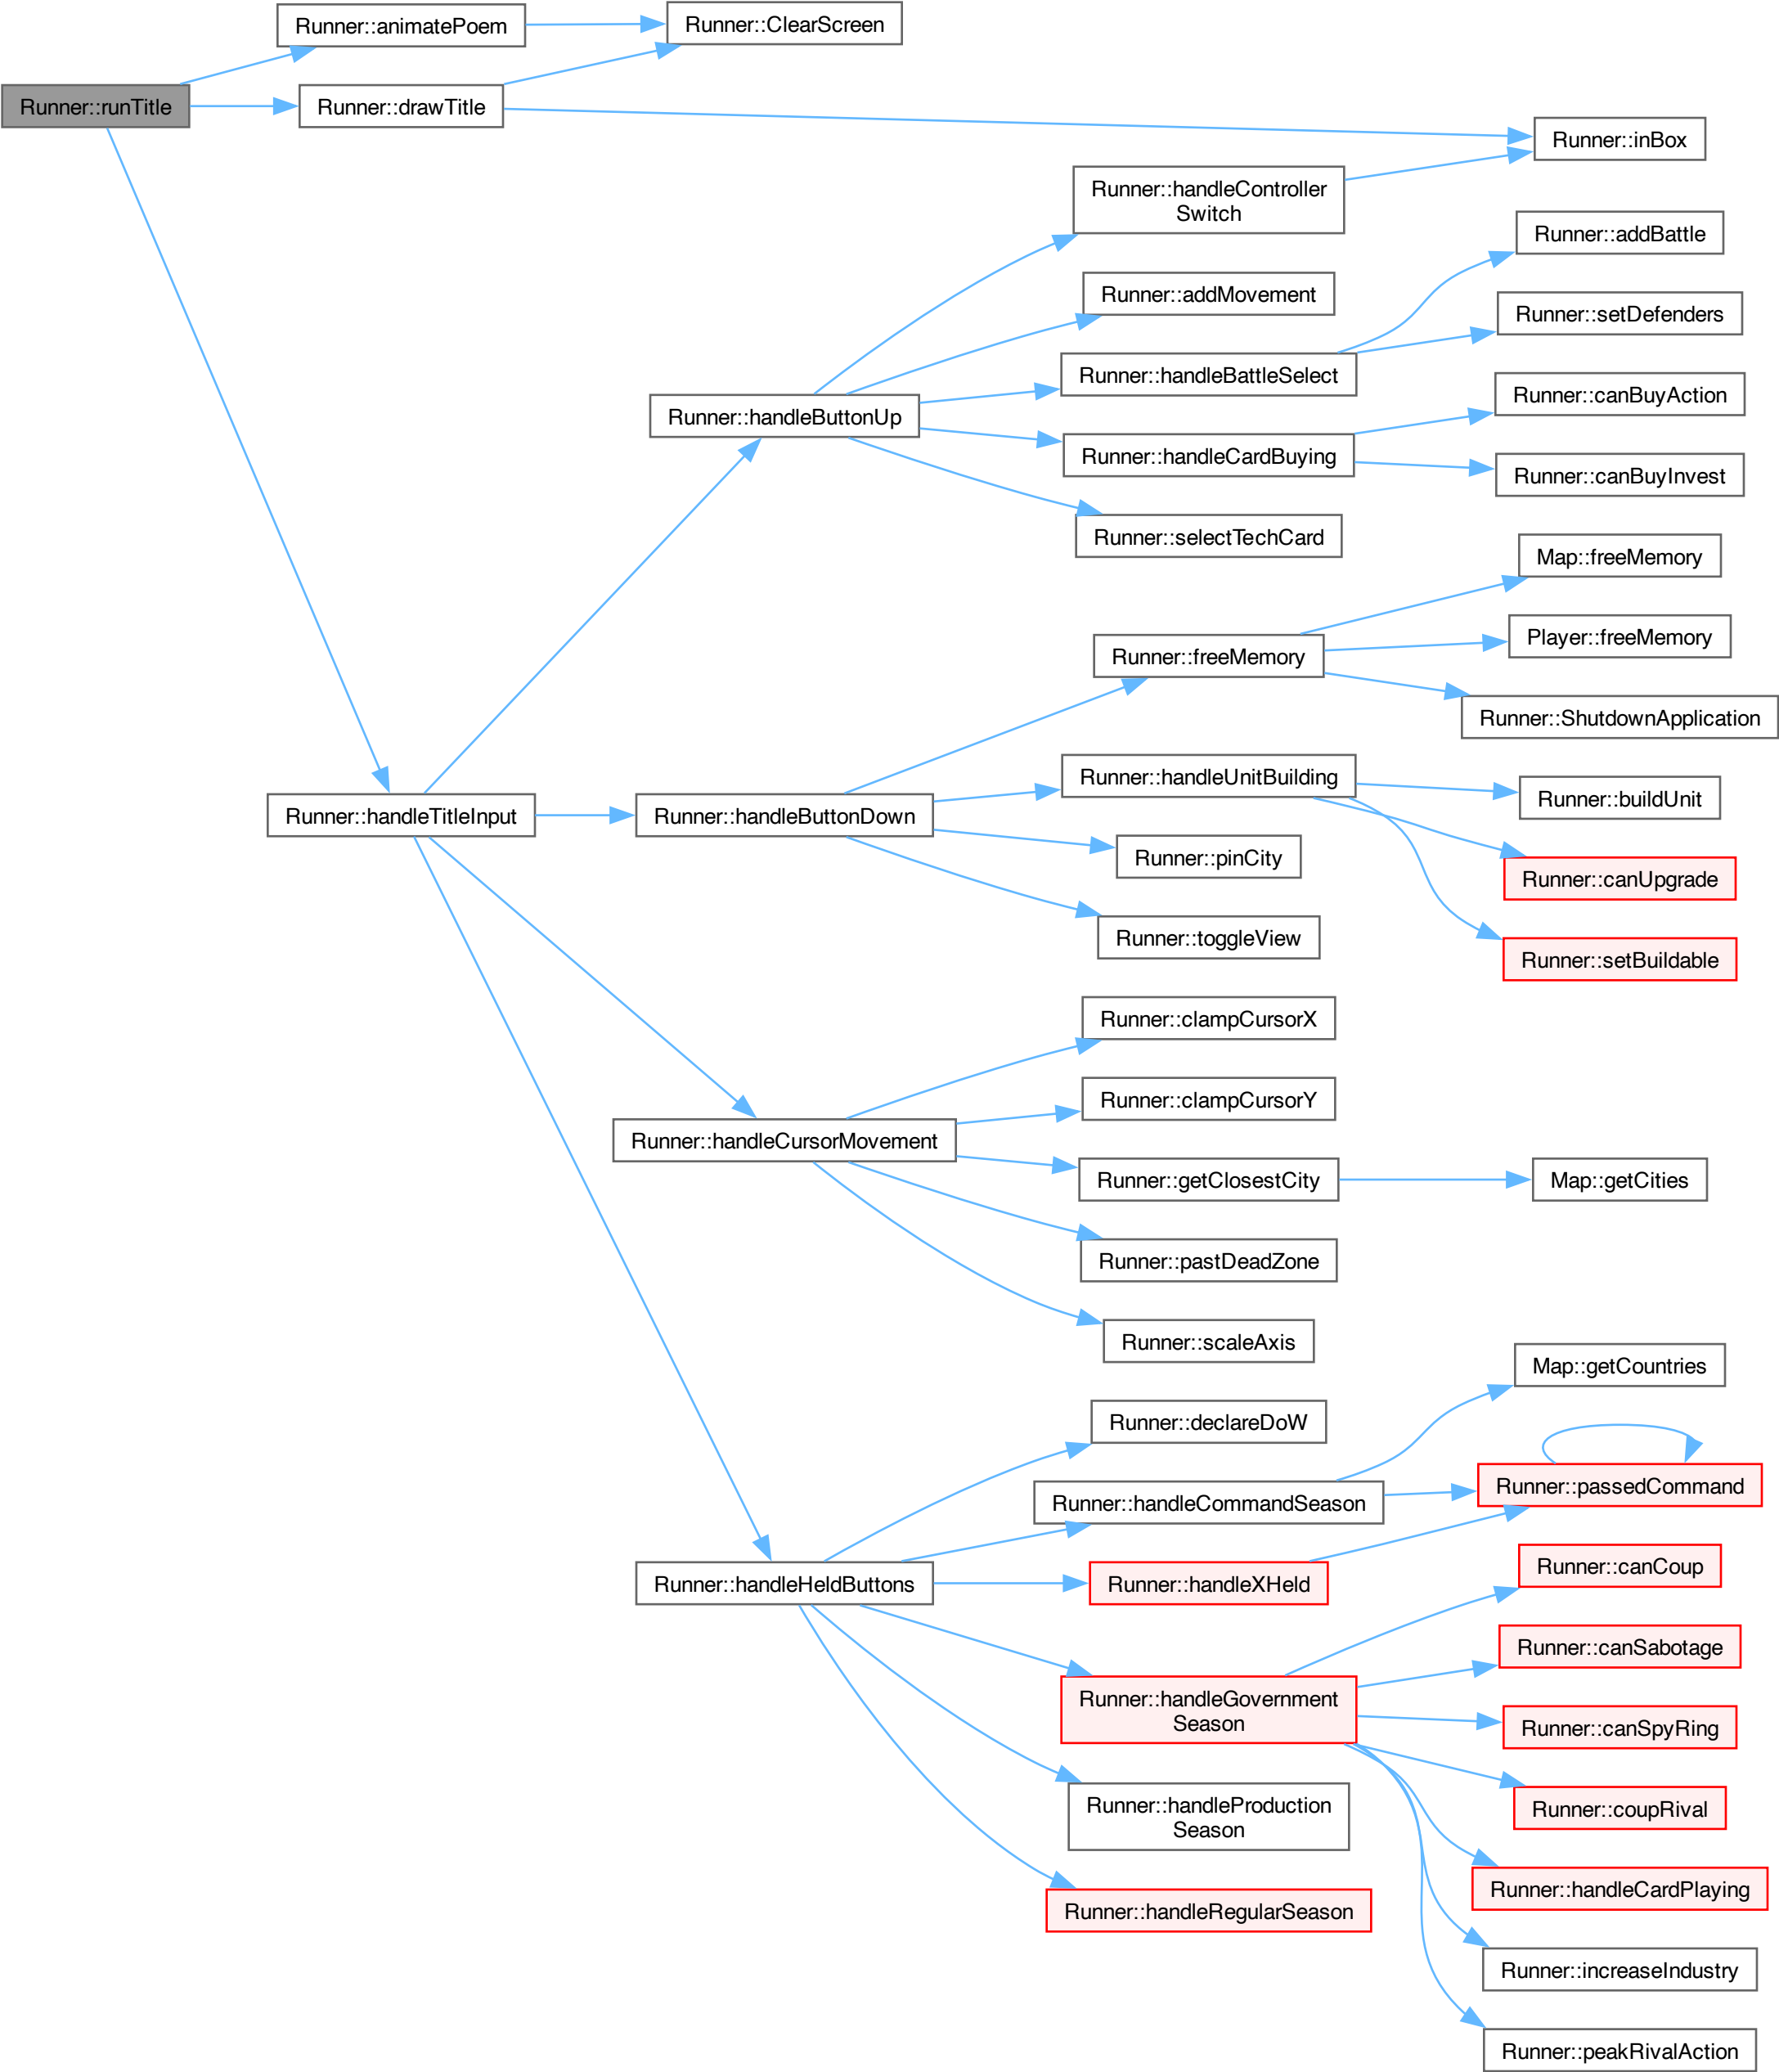 Runner::animatePoem
Runner::ClearScreen
Runner::runTitle
Runner::drawTitle
Runner::inBox
Runner::handleController
Switch
Runner::addBattle
Runner::addMovement
Runner::setDefenders
Runner::handleBattleSelect
Runner::canBuyAction
Runner::handleButtonUp
Runner::handleCardBuying
Runner::canBuyInvest
Runner::selectTechCard
Map::freeMemory
Player::freeMemory
Runner::freeMemory
Runner::ShutdownApplication
Runner::handleUnitBuilding
Runner::buildUnit
Runner::handleTitleInput
Runner::handleButtonDown
Runner::pinCity
Runner::canUpgrade
Runner::toggleView
Runner::setBuildable
Runner::clampCursorX
Runner::clampCursorY
Runner::handleCursorMovement
Runner::getClosestCity
Map::getCities
Runner::pastDeadZone
Runner::scaleAxis
Map::getCountries
Runner::declareDoW
Runner::passedCommand
Runner::handleCommandSeason
Runner::canCoup
Runner::handleHeldButtons
Runner::handleXHeld
Runner::canSabotage
Runner::handleGovernment
Season
Runner::canSpyRing
Runner::handleProduction
Season
Runner::coupRival
Runner::handleCardPlaying
Runner::handleRegularSeason
Runner::increaseIndustry
Runner::peakRivalAction